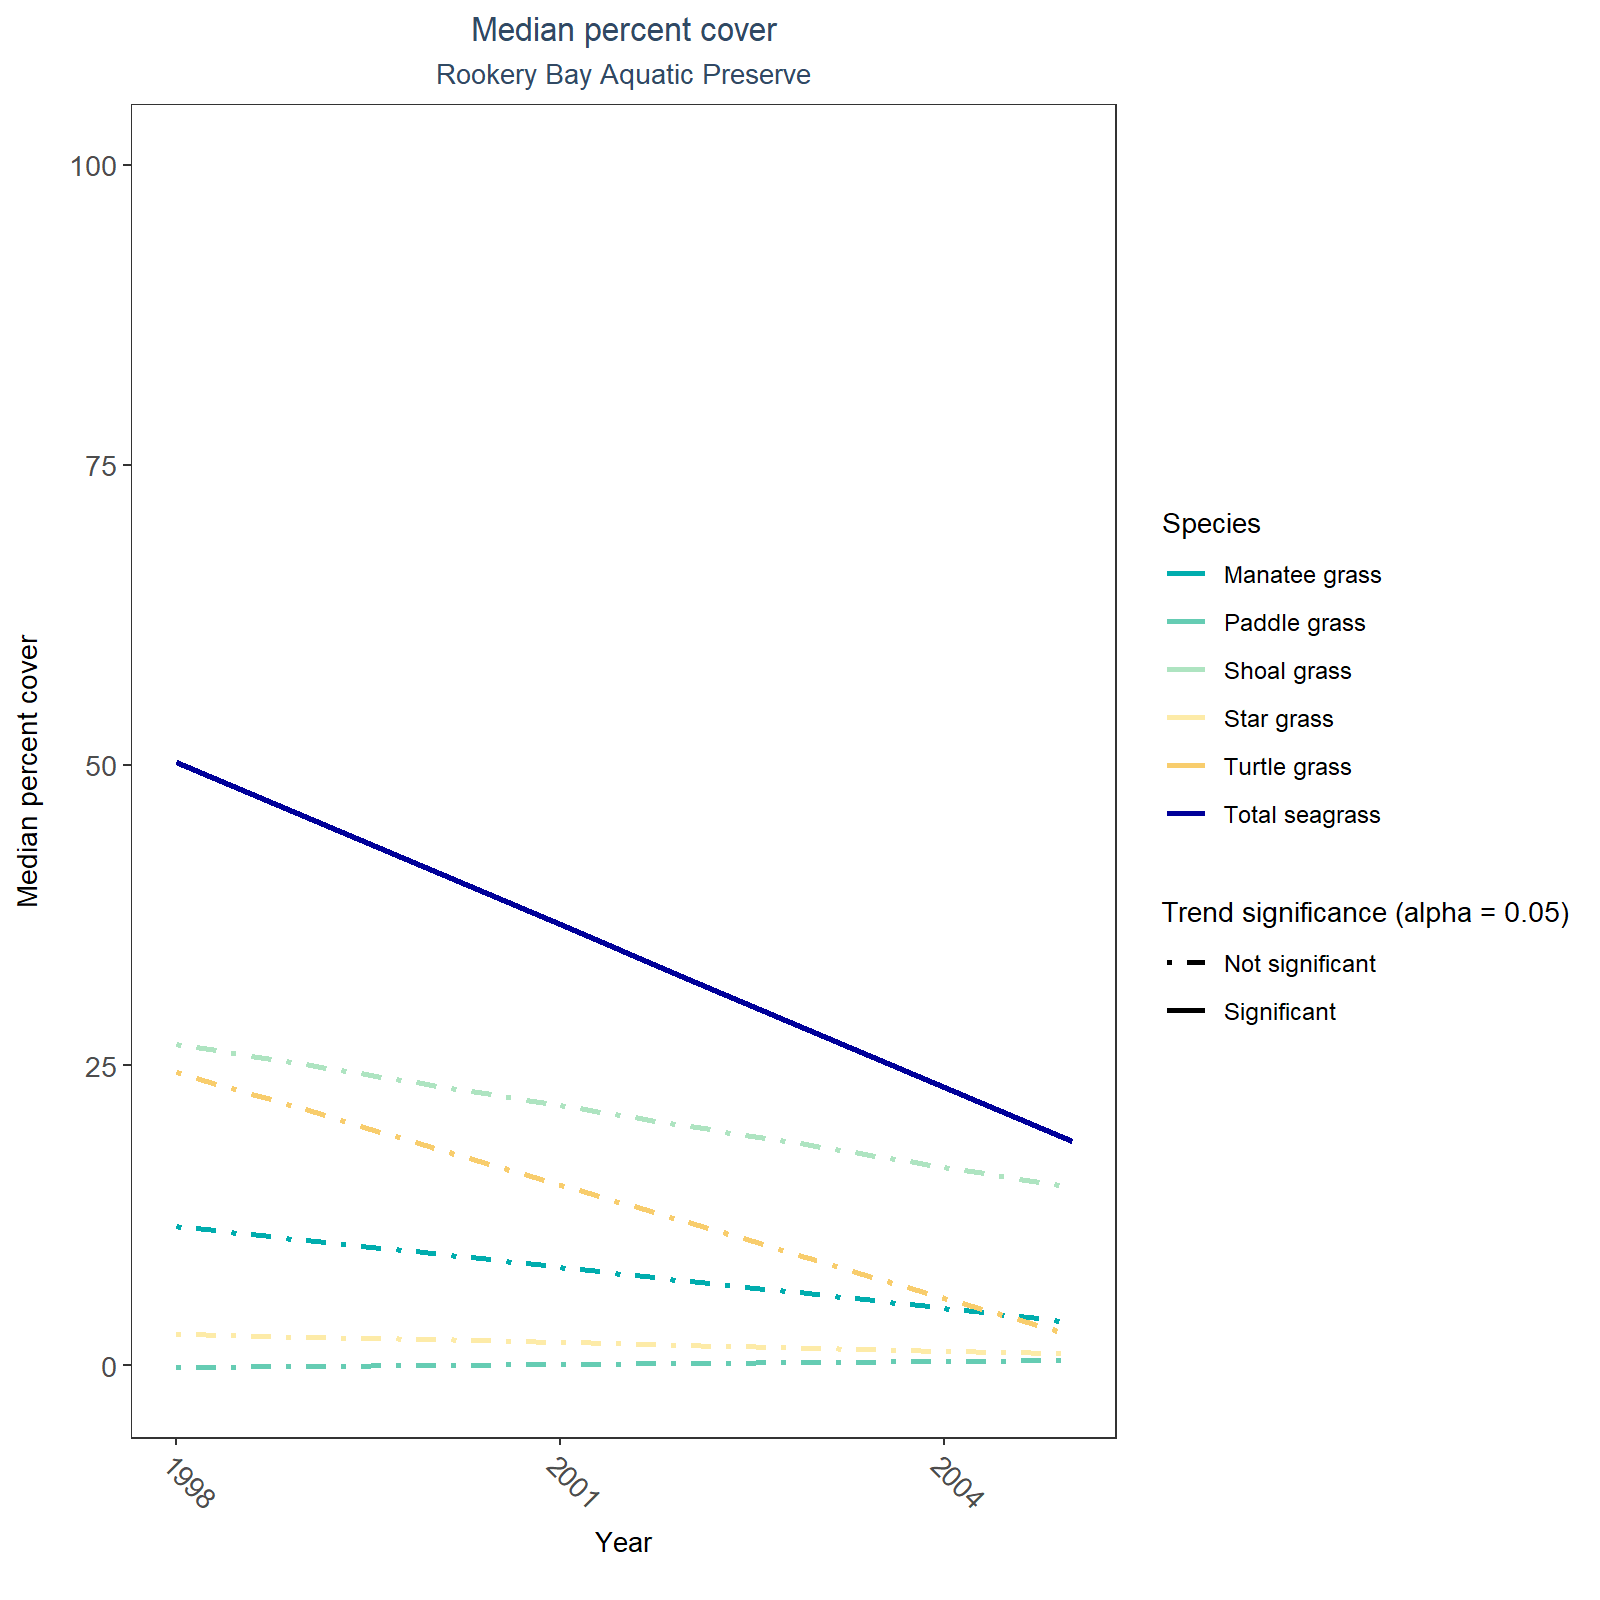 Median percent cover
Rookery Bay Aquatic Preserve
Median percent cover
100
75
50
25
0
1998
2001
2004
Year
Species
Manatee grass
Paddle grass
Shoal grass
Star grass
Turtle grass
Total seagrass
Trend significance (alpha = 0.05)
Not significant
Significant